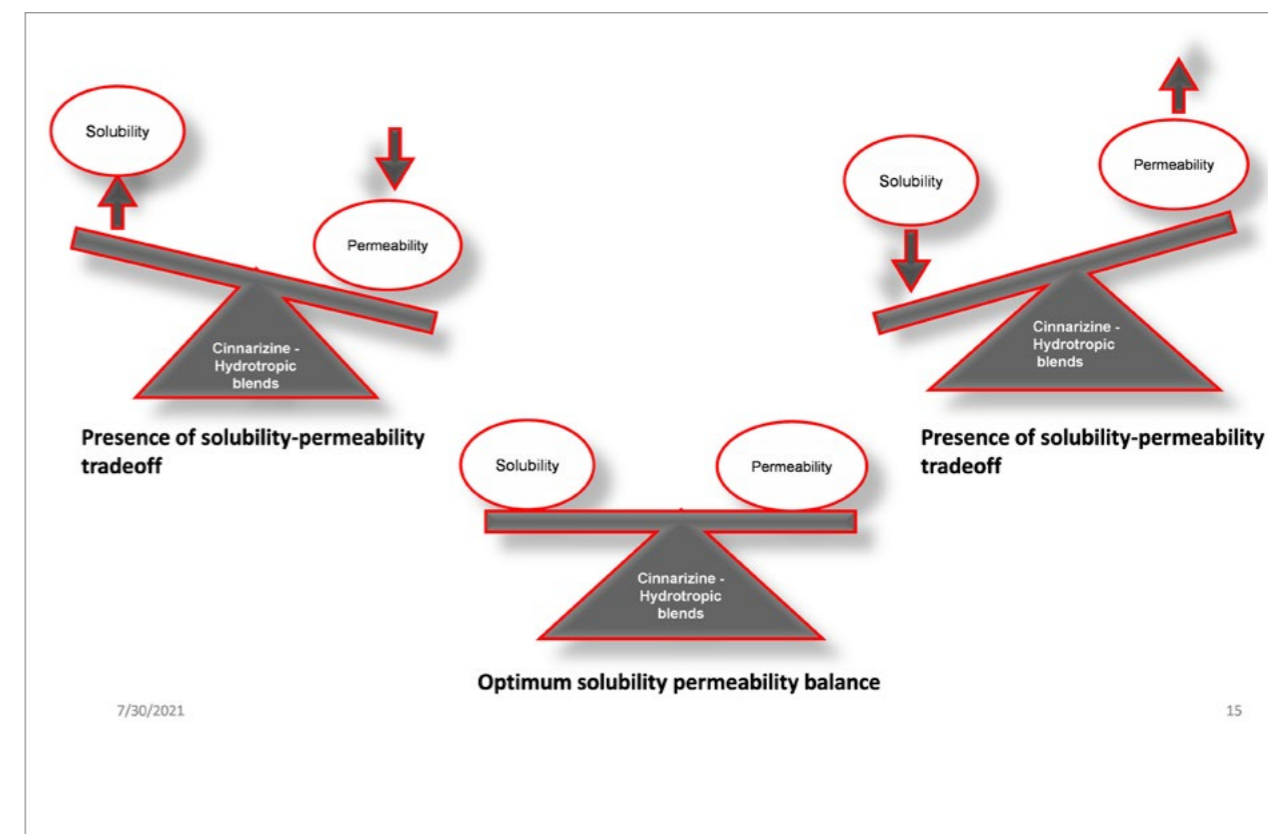 Solubility
Permeability
Cinnarizine -
Hydrotropic
blends
Presence of solubility-permeability
tradeoff
Permeability
Solubility
Cinnarizine -
Hydrotropic
blends
Presence of solubility-permeability
tradeoff
Solubility
Permeability
Cinnarizine -
Hydrotropic
blends
Optimum solubility permeability balance
7/30/2021
15